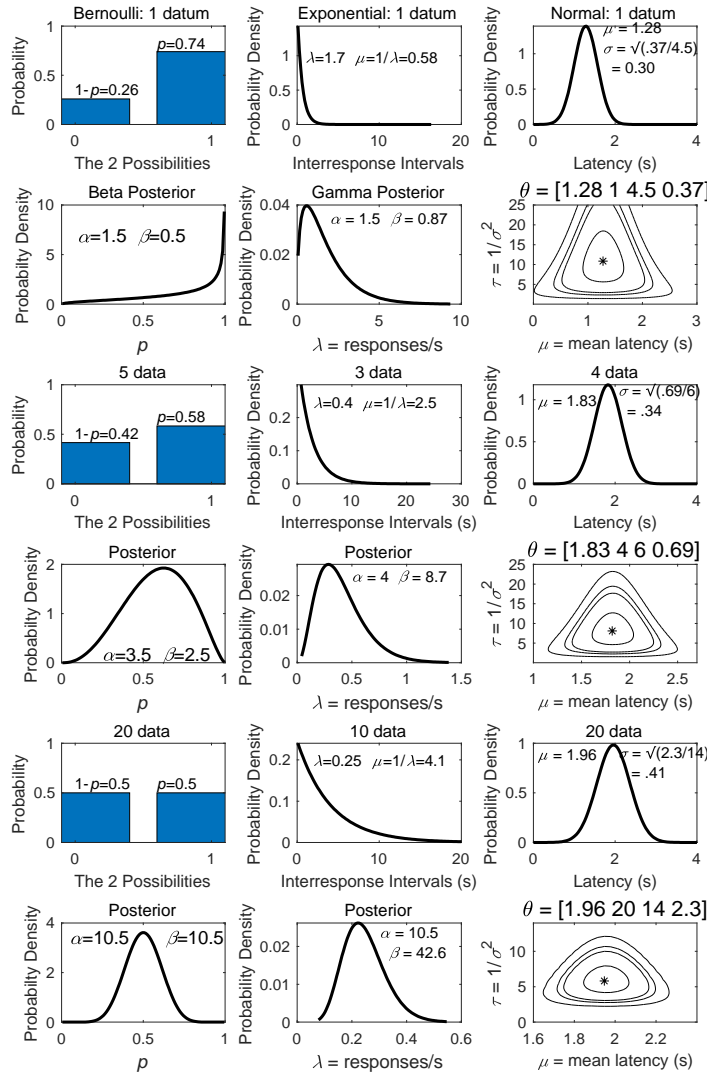 Bernoulli: 1 datum
Probability
1
0.5
0
1-p=0.26
p=0.74
0 1
The 2 Possibilities
Exponential: 1 datum
Probability Density
1
0.5
0
λ=1.7 μ=1/λ=0.58
0 10 20
Interresponse Intervals
Normal: 1 datum
Probability Density
1
0.5
0
μ = 1.28
σ = √(.37/4.5)
= 0.30
0 2 4
Latency (s)
Beta Posterior
Probabilty Density
10
5
0
α=1.5 β=0.5
0 0.5 1
p
Gamma Posterior
Probability Density
0.04
0.02
0
α = 1.5 β = 0.87
0 5 10
λ = responses/s
θ = [1.28 1 4.5 0.37]
τ = 1/σ²
25
20
15
10
5
0 1 2 3
μ = mean latency (s)
5 data
Probability
1
0.5
0
1-p=0.42
p=0.58
0 1
The 2 Possibilities
3 data
Probability Density
0.2
0.1
0
λ=0.4 μ=1/λ=2.5
0 10 20 30
Interresponse Intervals (s)
4 data
Probability Density
1
0.5
0
μ = 1.83
σ = √(.69/6)
= .34
0 2 4
Latency (s)
Posterior
Probability Density
2
1
0
α=3.5 β=2.5
0 0.5 1
p
Posterior
Probability Density
0.02
0.01
0
α = 4 β = 8.7
0 0.5 1 1.5
λ = responses/s
θ = [1.83 4 6 0.69]
τ = 1/σ²
25
20
15
10
5
1 1.5 2 2.5
μ = mean latency (s)
20 data
Probability
1
0.5
0
1-p=0.5
p=0.5
0 1
The 2 Possibilities
10 data
Probability Density
0.2
0.1
0
λ=0.25 μ=1/λ=4.1
0 10 20
Interresponse Intervals (s)
20 data
Probability Density
1
0.5
0
μ = 1.96
σ = √(2.3/14)
= .41
0 2 4
Latency (s)
Posterior
Probability Density
4
2
0
α=10.5 β=10.5
0 0.5 1
p
Posterior
Probability Density
0.02
0.01
0
α = 10.5
β = 42.6
0 0.2 0.4 0.6
λ = responses/s
θ = [1.96 20 14 2.3]
τ = 1/σ²
10
5
0
1.6 1.8 2 2.2
μ = mean latency (s)